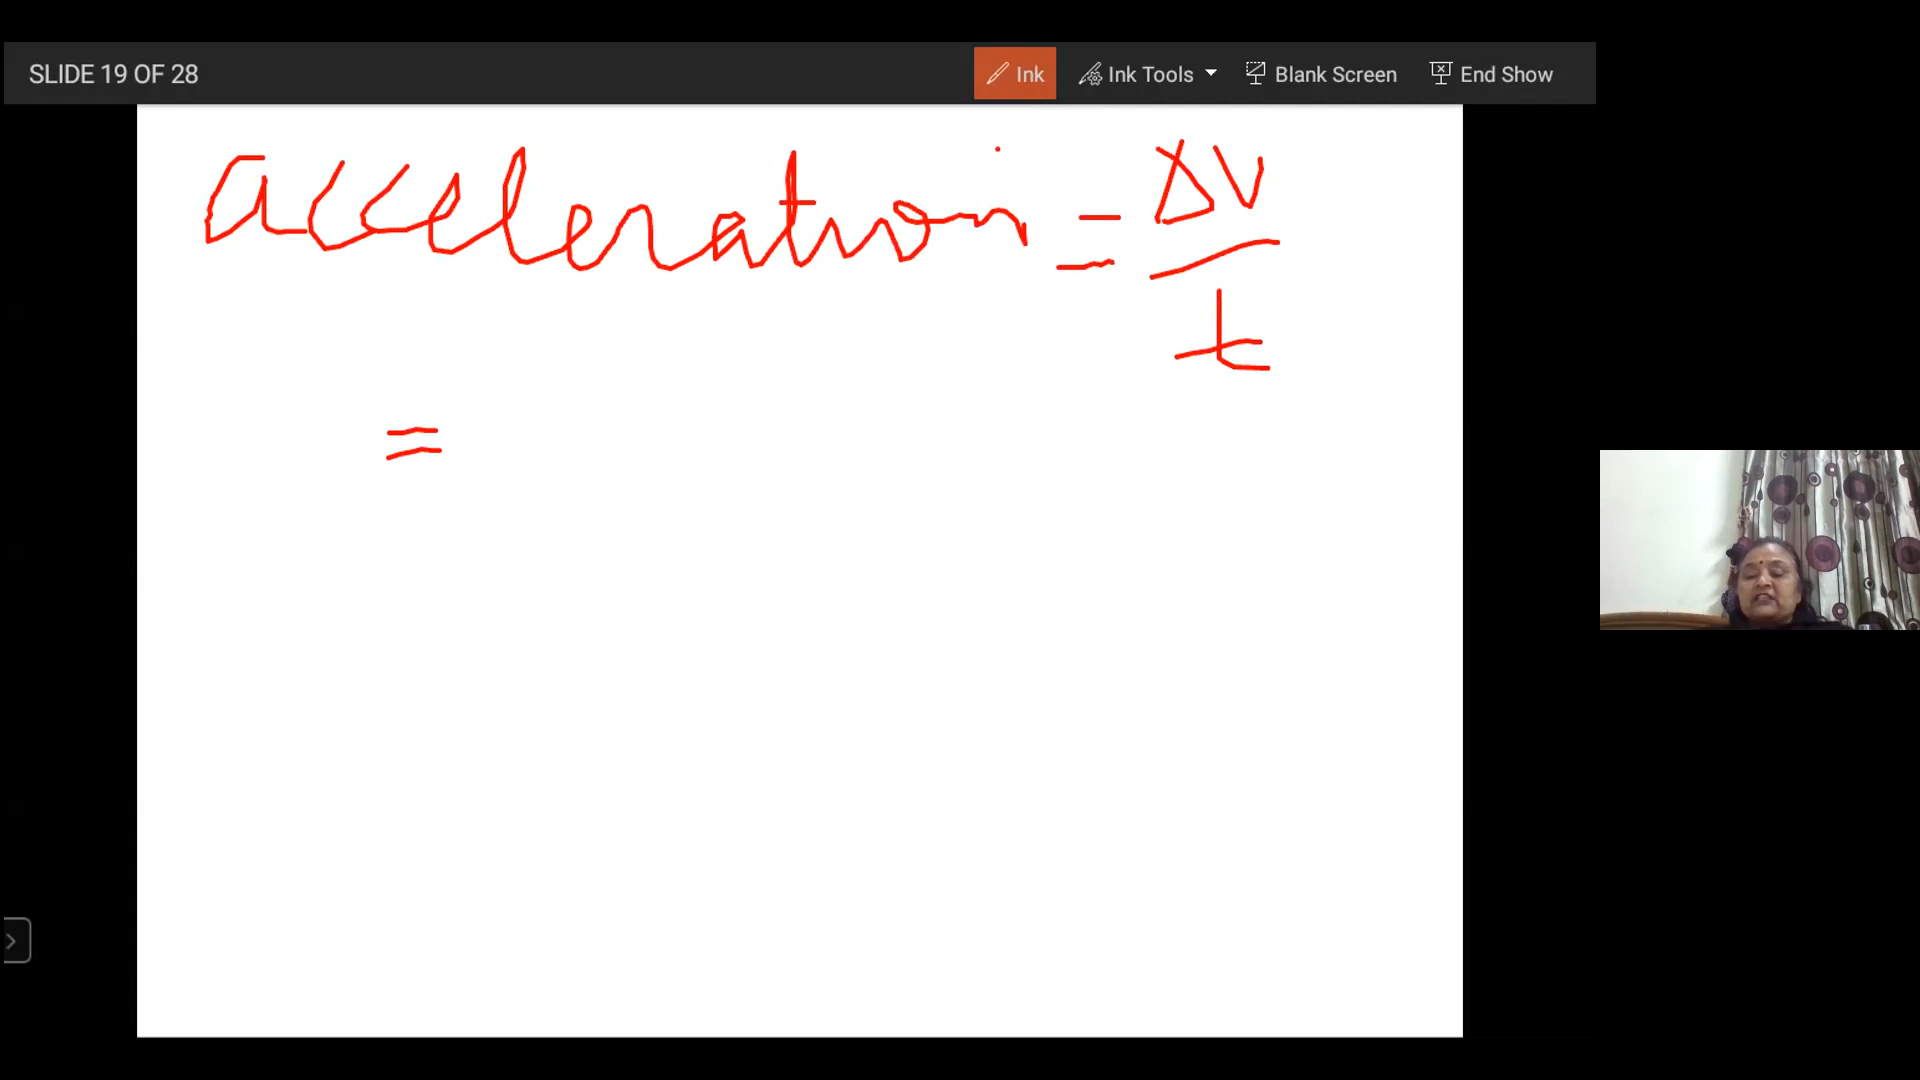 SLIDE 19 OF 28 Ink Ink Tools Blank Screen End Show
acceleration = ΔV
t
=